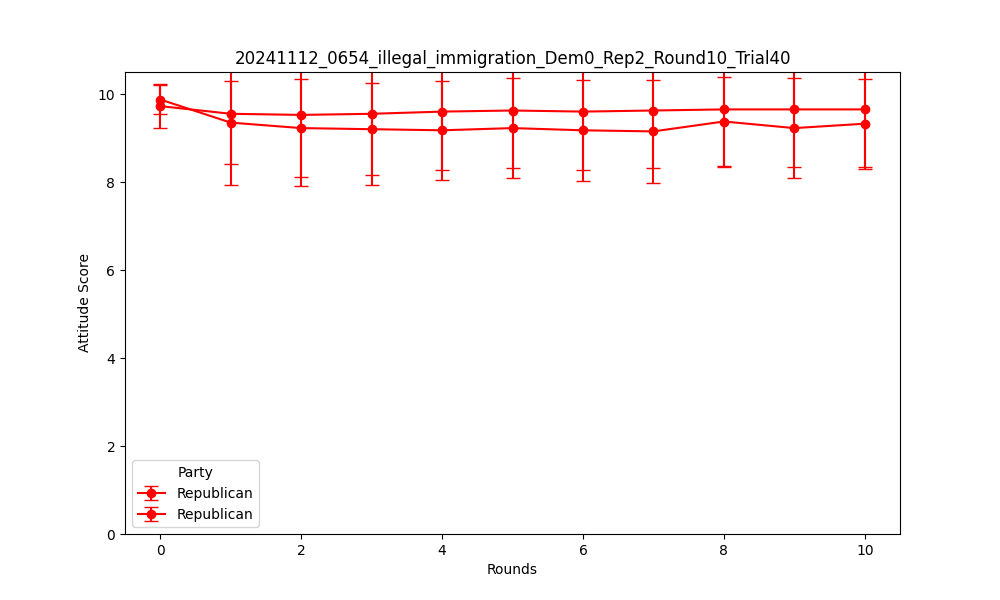 20241112_0654_illegal_immigration_Dem0_Rep2_Round10_Trial40
10
8
6
4
2
0
Attitude Score
Party
Republican
Republican
0 2 4 6 8 10
Rounds